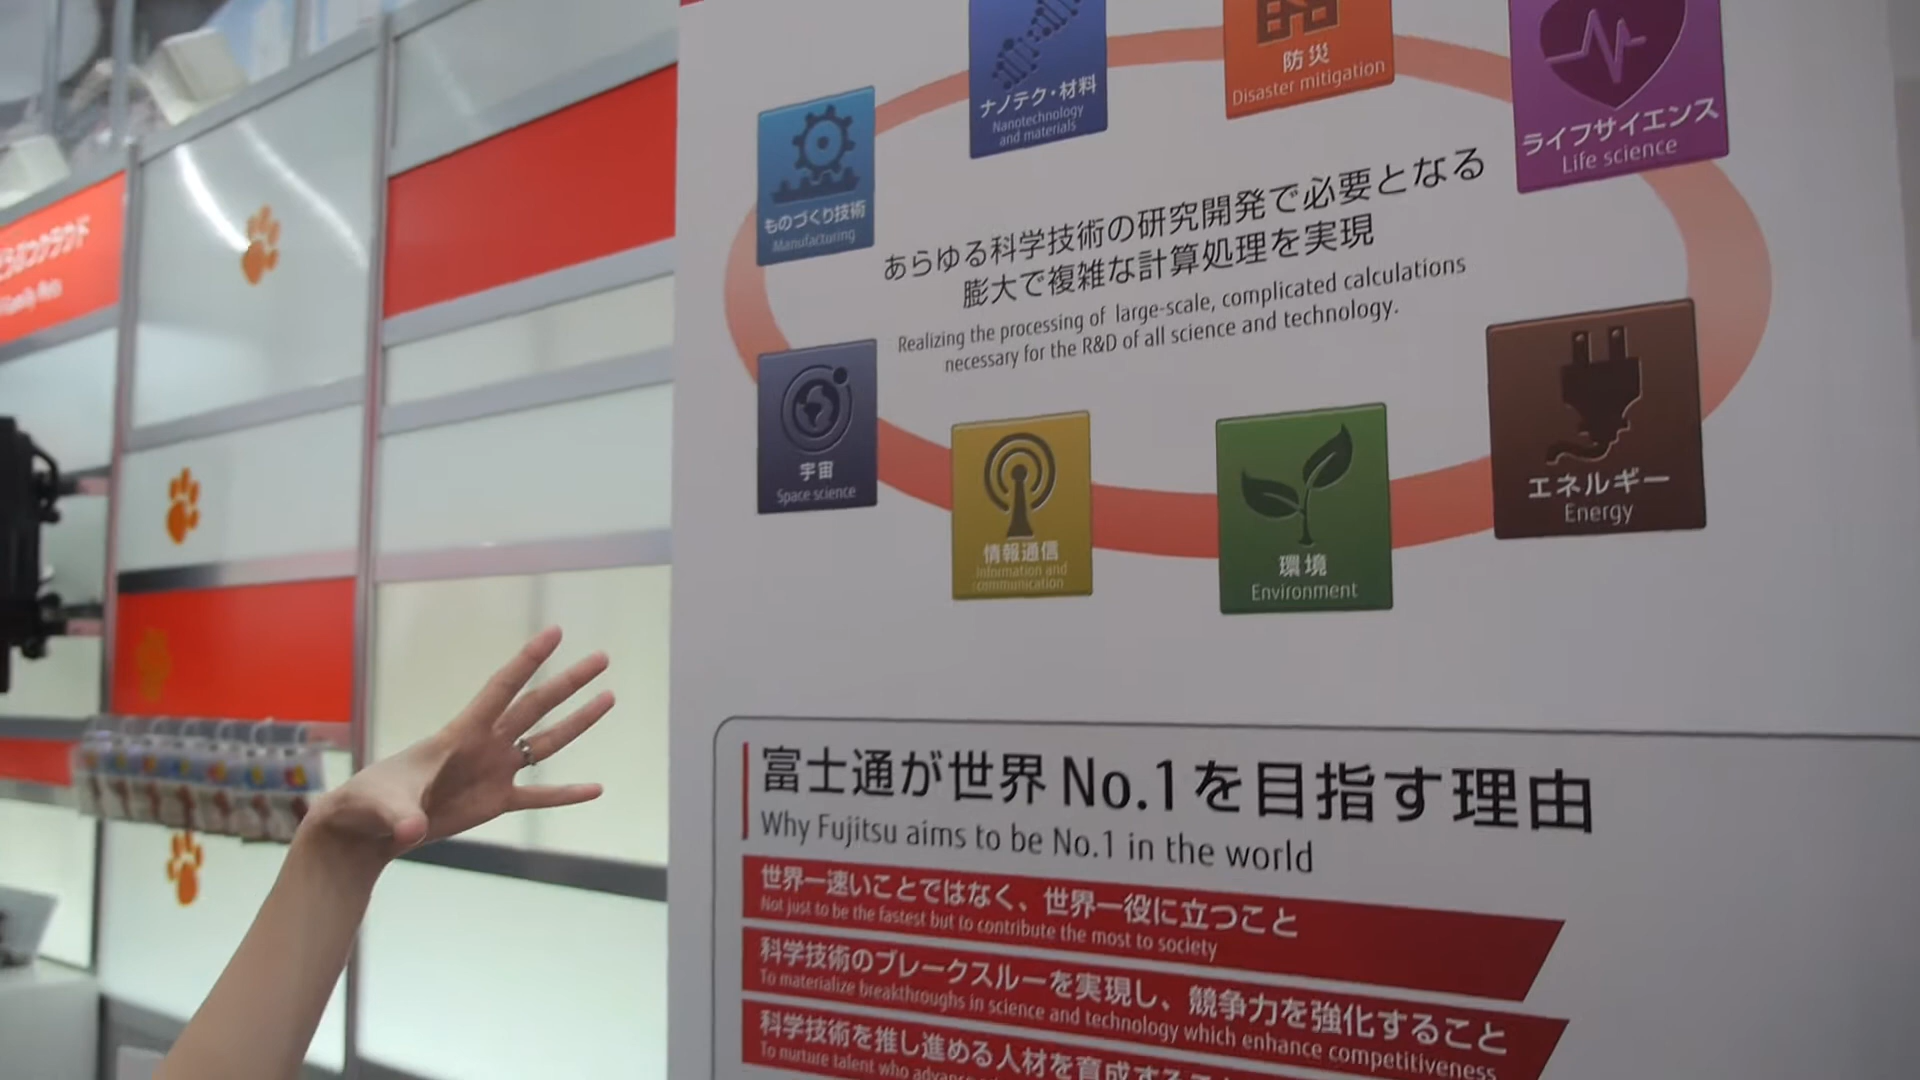 防災
Disaster mitigation
ナノテク・材料
Nanotechnology
and materials
ライフサイエンス
Life science
ものづくり技術
Manufacturing
あらゆる科学技術の研究開発で必要となる
膨大で複雑な計算処理を実現
Realizing the processing of large-scale, complicated calculations
necessary for the R&D of all science and technology.
宇宙
Space science
情報通信
Information and
communication
環境
Environment
エネルギー
Energy
富士通が世界No.1を目指す理由
Why Fujitsu aims to be No.1 in the world
世界一速いことではなく、世界一役に立つこと
Not just to be the fastest but to contribute the most to society
科学技術のブレークスルーを実現し、競争力を強化すること
To materialize breakthroughs in science and technology which enhance competitiveness
科学技術を推し進める人材を育成する
To nurture talent who